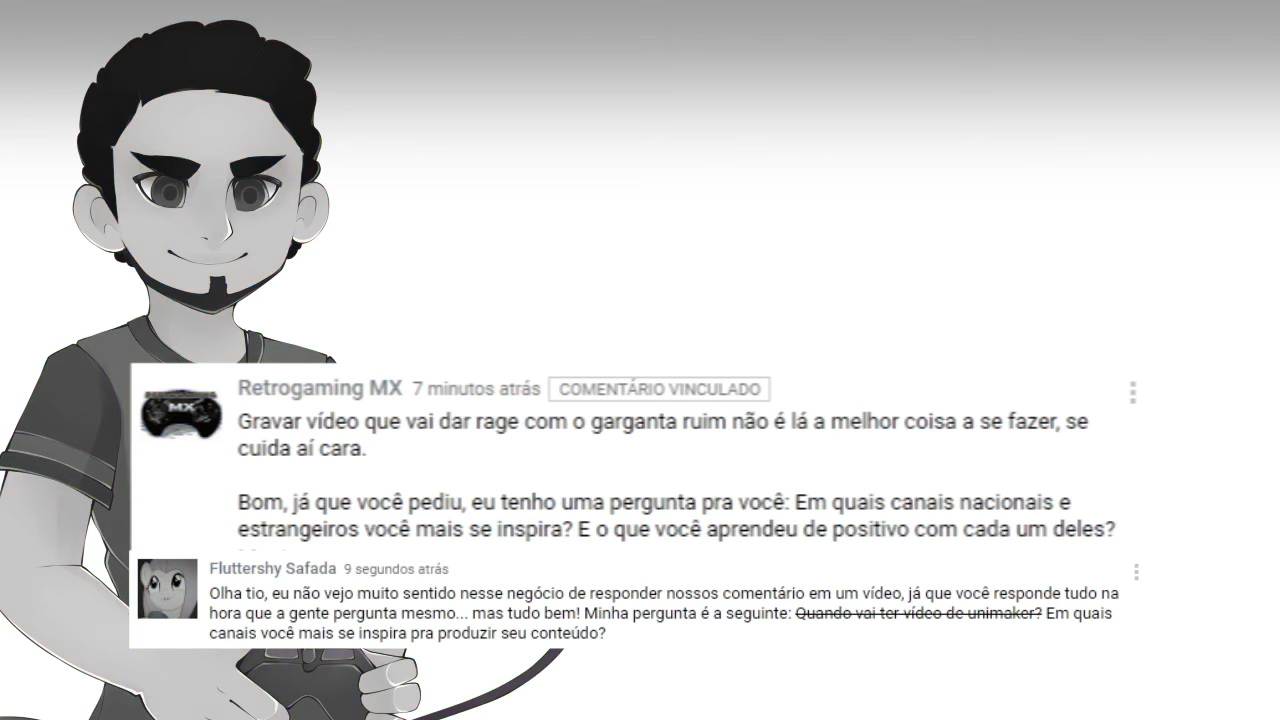 Retrogaming MX 7 minutos atrás COMENTÁRIO VINCULADO
MX
Gravar vídeo que vai dar rage com o garganta ruim não é lá a melhor coisa a se fazer, se
cuida aí cara.
Bom, já que você pediu, eu tenho uma pergunta pra você: Em quais canais nacionais e
estrangeiros você mais se inspira? E o que você aprendeu de positivo com cada um deles?
Fluttershy Safada 9 segundos atrás
Olha tio, eu não vejo muito sentido nesse negócio de responder nossos comentário em um vídeo, já que você responde tudo na
hora que a gente pergunta mesmo... mas tudo bem! Minha pergunta é a seguinte: Quando vai ter vídeo de unimaker? Em quais
canais você mais se inspira pra produzir seu conteúdo?